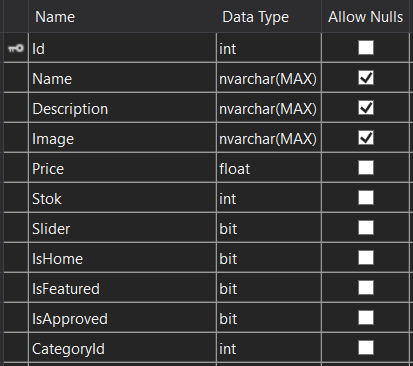 Name Data Type Allow Nulls
Id int
Name nvarchar(MAX)
Description nvarchar(MAX)
Image nvarchar(MAX)
Price float
Stok int
Slider bit
IsHome bit
IsFeatured bit
IsApproved bit
CategoryId int